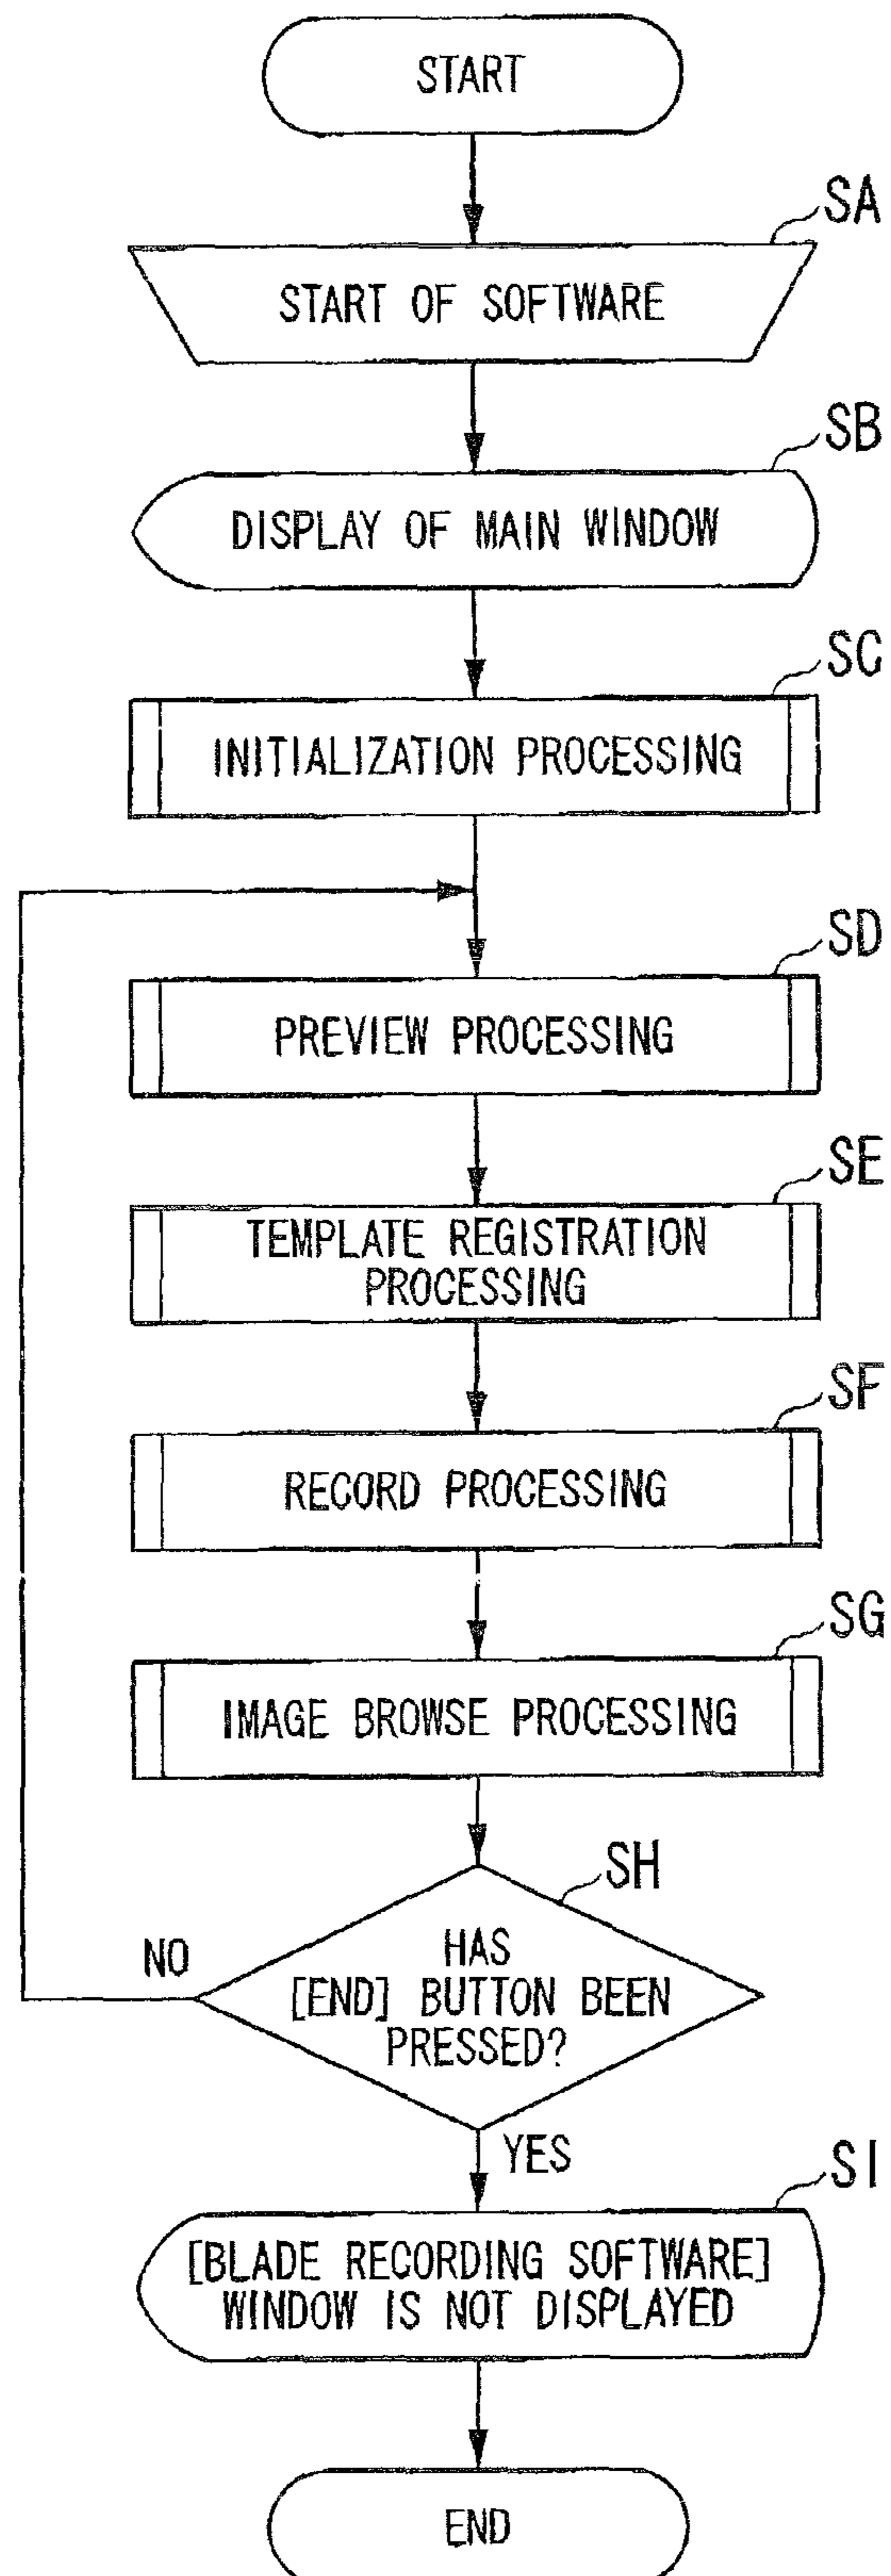 START
SA
START OF SOFTWARE
SB
DISPLAY OF MAIN WINDOW
SC
INITIALIZATION PROCESSING
SD
PREVIEW PROCESSING
SE
TEMPLATE REGISTRATION
PROCESSING
SF
RECORD PROCESSING
SG
IMAGE BROWSE PROCESSING
SH
NO
HAS
[END] BUTTON BEEN
PRESSED?
YES
SI
[BLADE RECORDING SOFTWARE]
WINDOW IS NOT DISPLAYED
END